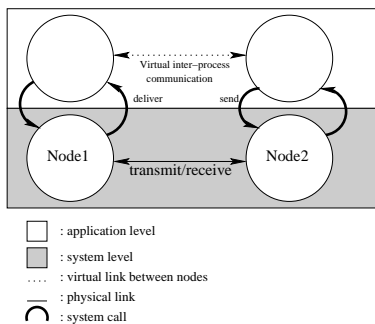 Virtual inter-process
communication
deliver
send
Node1
Node2
transmit/receive
: application level
: system level
: virtual link between nodes
: physical link
: system call